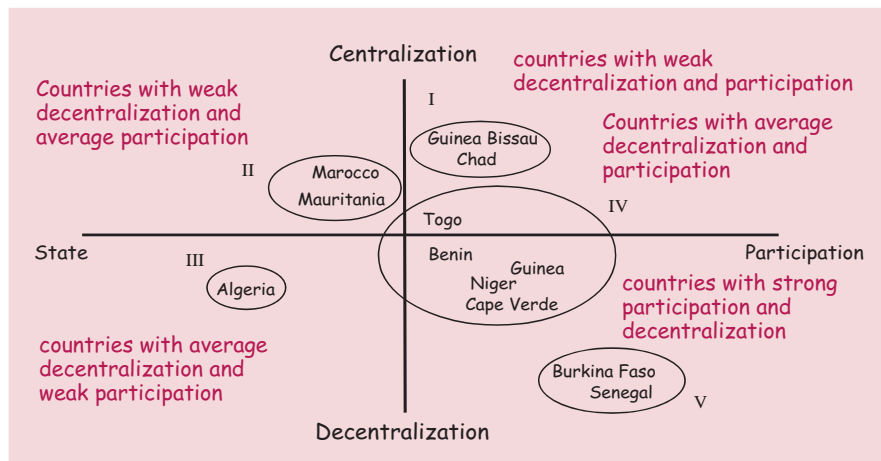 Centralization
countries with weak
decentralization and participation
Countries with weak
decentralization and
average participation
I
Guinea Bissau
Chad
Countries with average
decentralization and
participation
II
Marocco
Mauritania
IV
Togo
State
Participation
III
Benin
Guinea
Niger
Cape Verde
Algeria
countries with strong
participation and
decentralization
countries with average
decentralization and
weak participation
Burkina Faso
Senegal
V
Decentralization